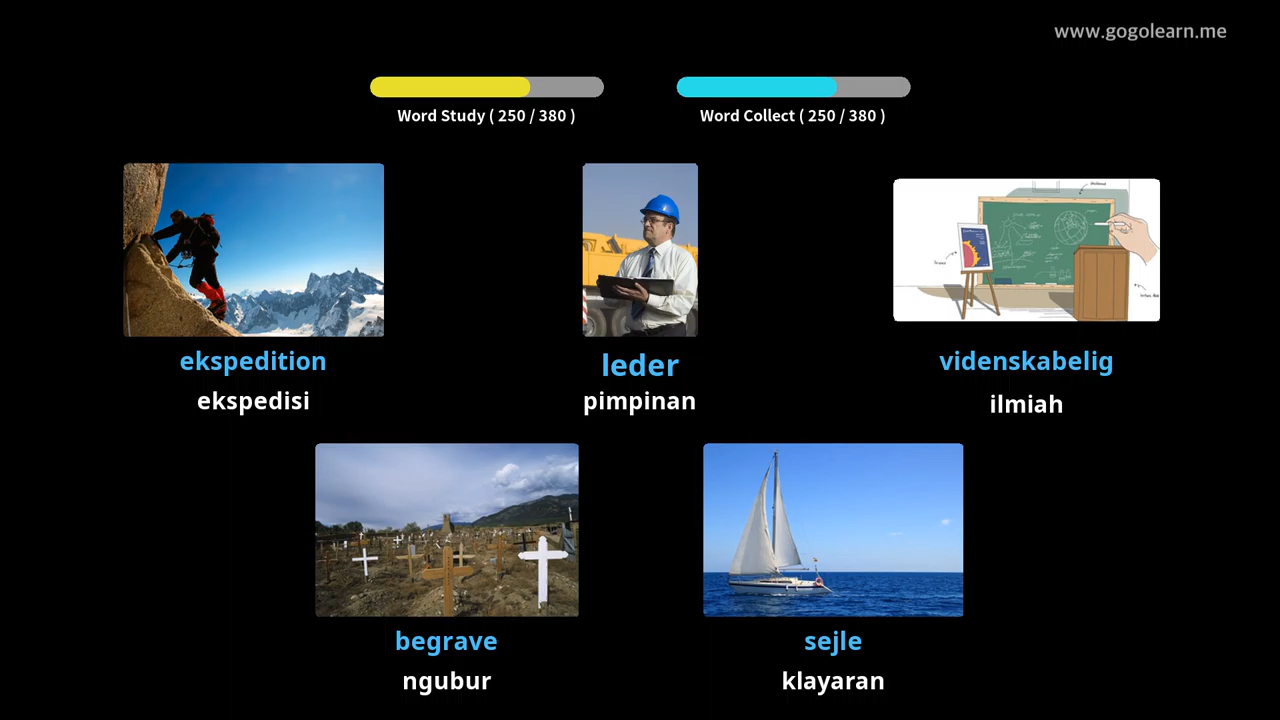 www.gogolearn.me
Word Study ( 250 / 380 )
Word Collect ( 250 / 380 )
ekspedition
ekspedisi
leder
pimpinan
videnskabelig
ilmiah
begrave
ngubur
sejle
klayaran